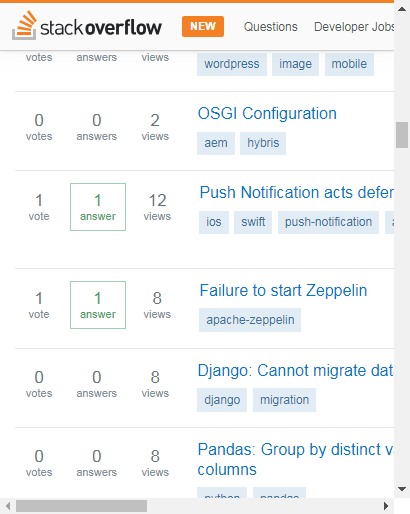 stackoverflow NEW Questions Developer Jobs
votes answers views wordpress image mobile
OSGI Configuration
0 0 2
votes answers views aem hybris
Push Notification acts defer
1 1 12
vote answer views ios swift push-notification
Failure to start Zeppelin
1 1 8
vote answer views apache-zeppelin
Django: Cannot migrate dat
0 0 8
votes answers views django migration
Pandas: Group by distinct v
0 0 8
columns
votes answers views
python pandas